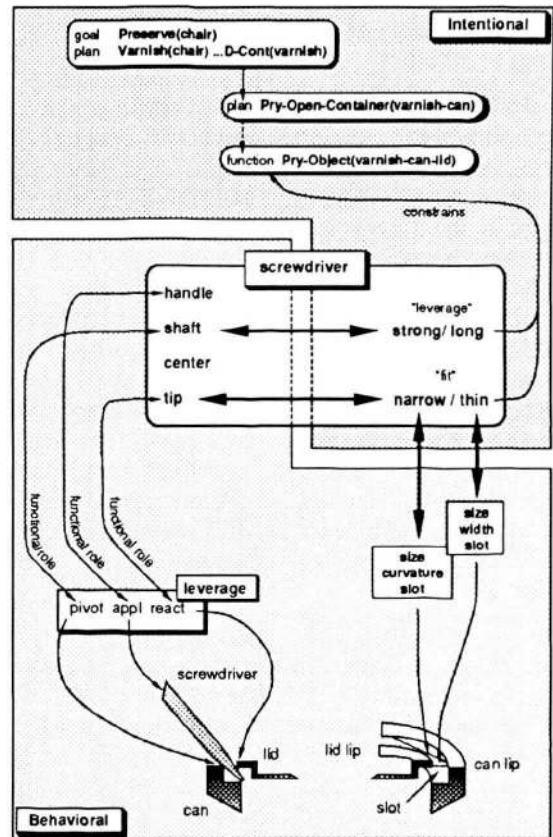 Intentional
goal Preserve(chair)
plan Varnish(chair) ...D-Cont(varnish)
plan Pry-Open-Container(varnish-can)
function Pry-Object(varnish-can-lid)
constrains
screwdriver
handle
"leverage"
shaft
strong/ long
center
"fit"
tip
narrow / thin
functional role
functional role
functional role
size
width
slot
size
curvature
slot
leverage
pivot appl react
screwdriver
lid
lid lip
can lip
can
slot
Behavioral